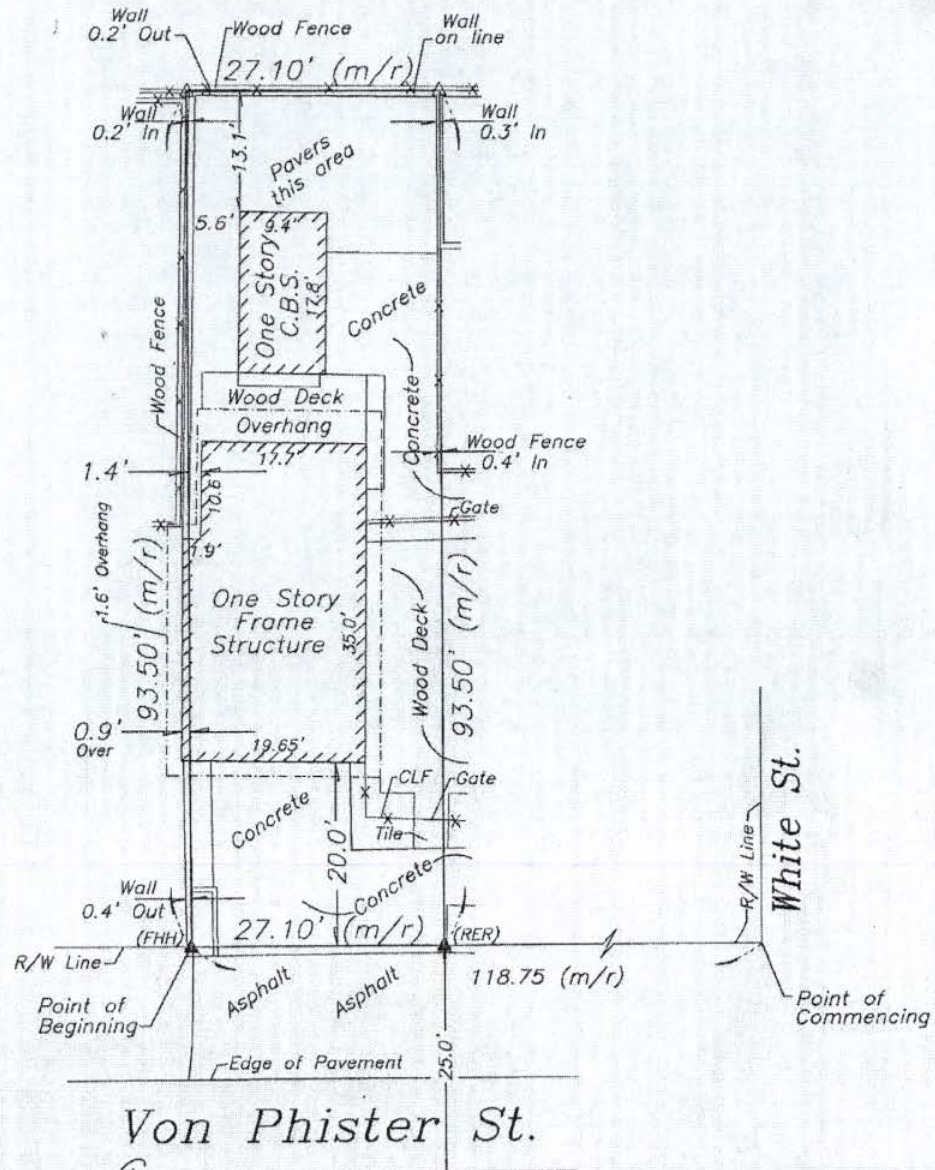 Wall
0.2' Out
Wood Fence
Wall
on line
27.10' (m/r)
Wall
0.2' In
Wall
0.3' In
13.1'
Pavers
this area
5.6'
9.4'
One Story
C.B.S.
17.8'
Concrete
Wood Fence
Concrete
Wood Deck
Overhang
Wood Fence
0.4' In
17.7'
1.4'
10.6'
Gate
1.9'
1.6' Overhang
93.50' (m/r)
One Story
Frame
Structure
35.0'
Wood Deck
93.50' (m/r)
0.9'
Over
19.65'
CLF
Gate
Concrete
Tile
20.0'
Concrete
R/W Line
White St.
Wall
0.4' Out
(FHH)
27.10' (m/r)
(RER)
R/W Line
118.75 (m/r)
Asphalt
Asphalt
Point of
Beginning
Point of
Commencing
25.0'
Edge of Pavement
Von Phister St.